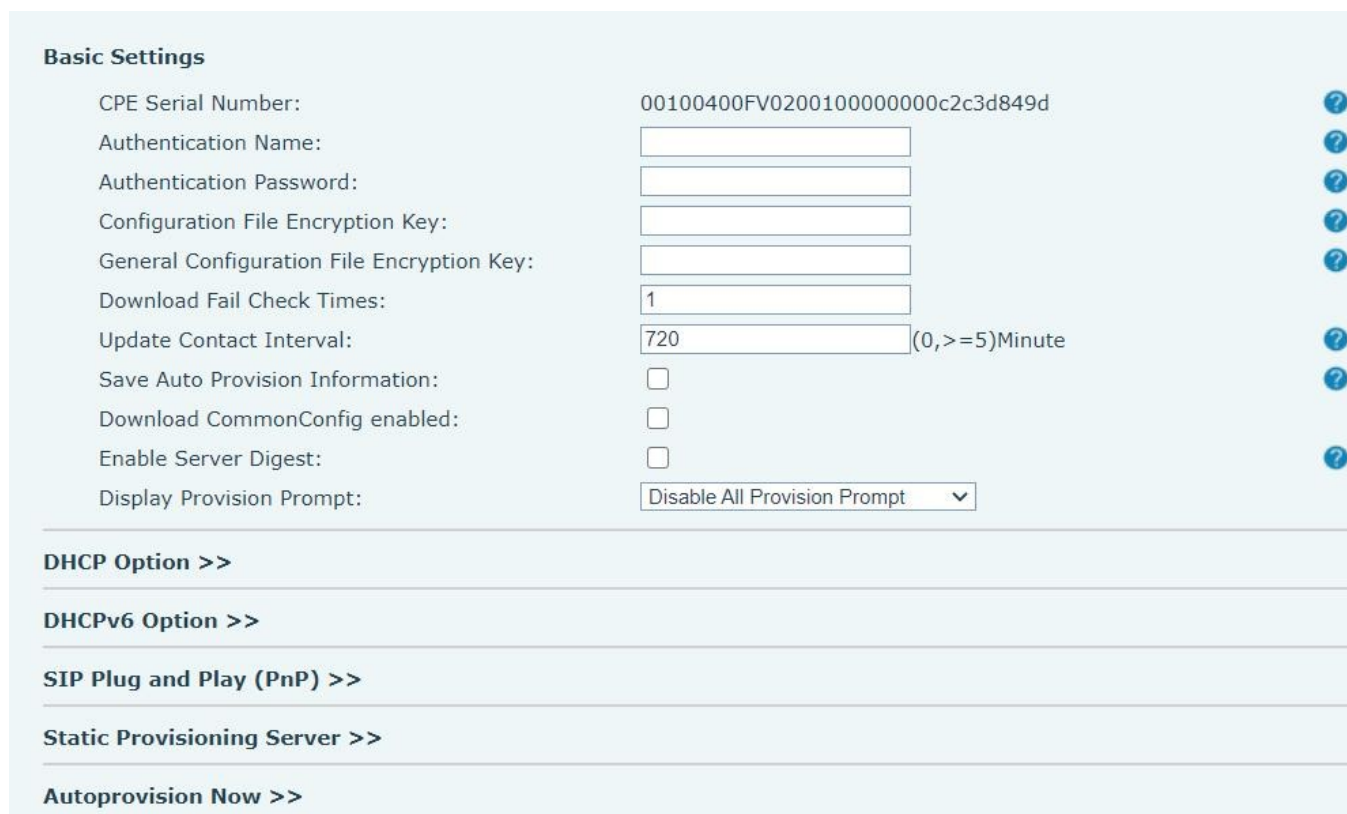 Basic Settings
CPE Serial Number: 00100400FV0200100000000c2c3d849d ?
Authentication Name: ?
Authentication Password: ?
Configuration File Encryption Key: ?
General Configuration File Encryption Key: ?
Download Fail Check Times: 1
Update Contact Interval: 720 (0,>=5)Minute ?
Save Auto Provision Information: ?
Download CommonConfig enabled:
Enable Server Digest: ?
Display Provision Prompt: Disable All Provision Prompt
DHCP Option >>
DHCPv6 Option >>
SIP Plug and Play (PnP) >>
Static Provisioning Server >>
Autoprovision Now >>